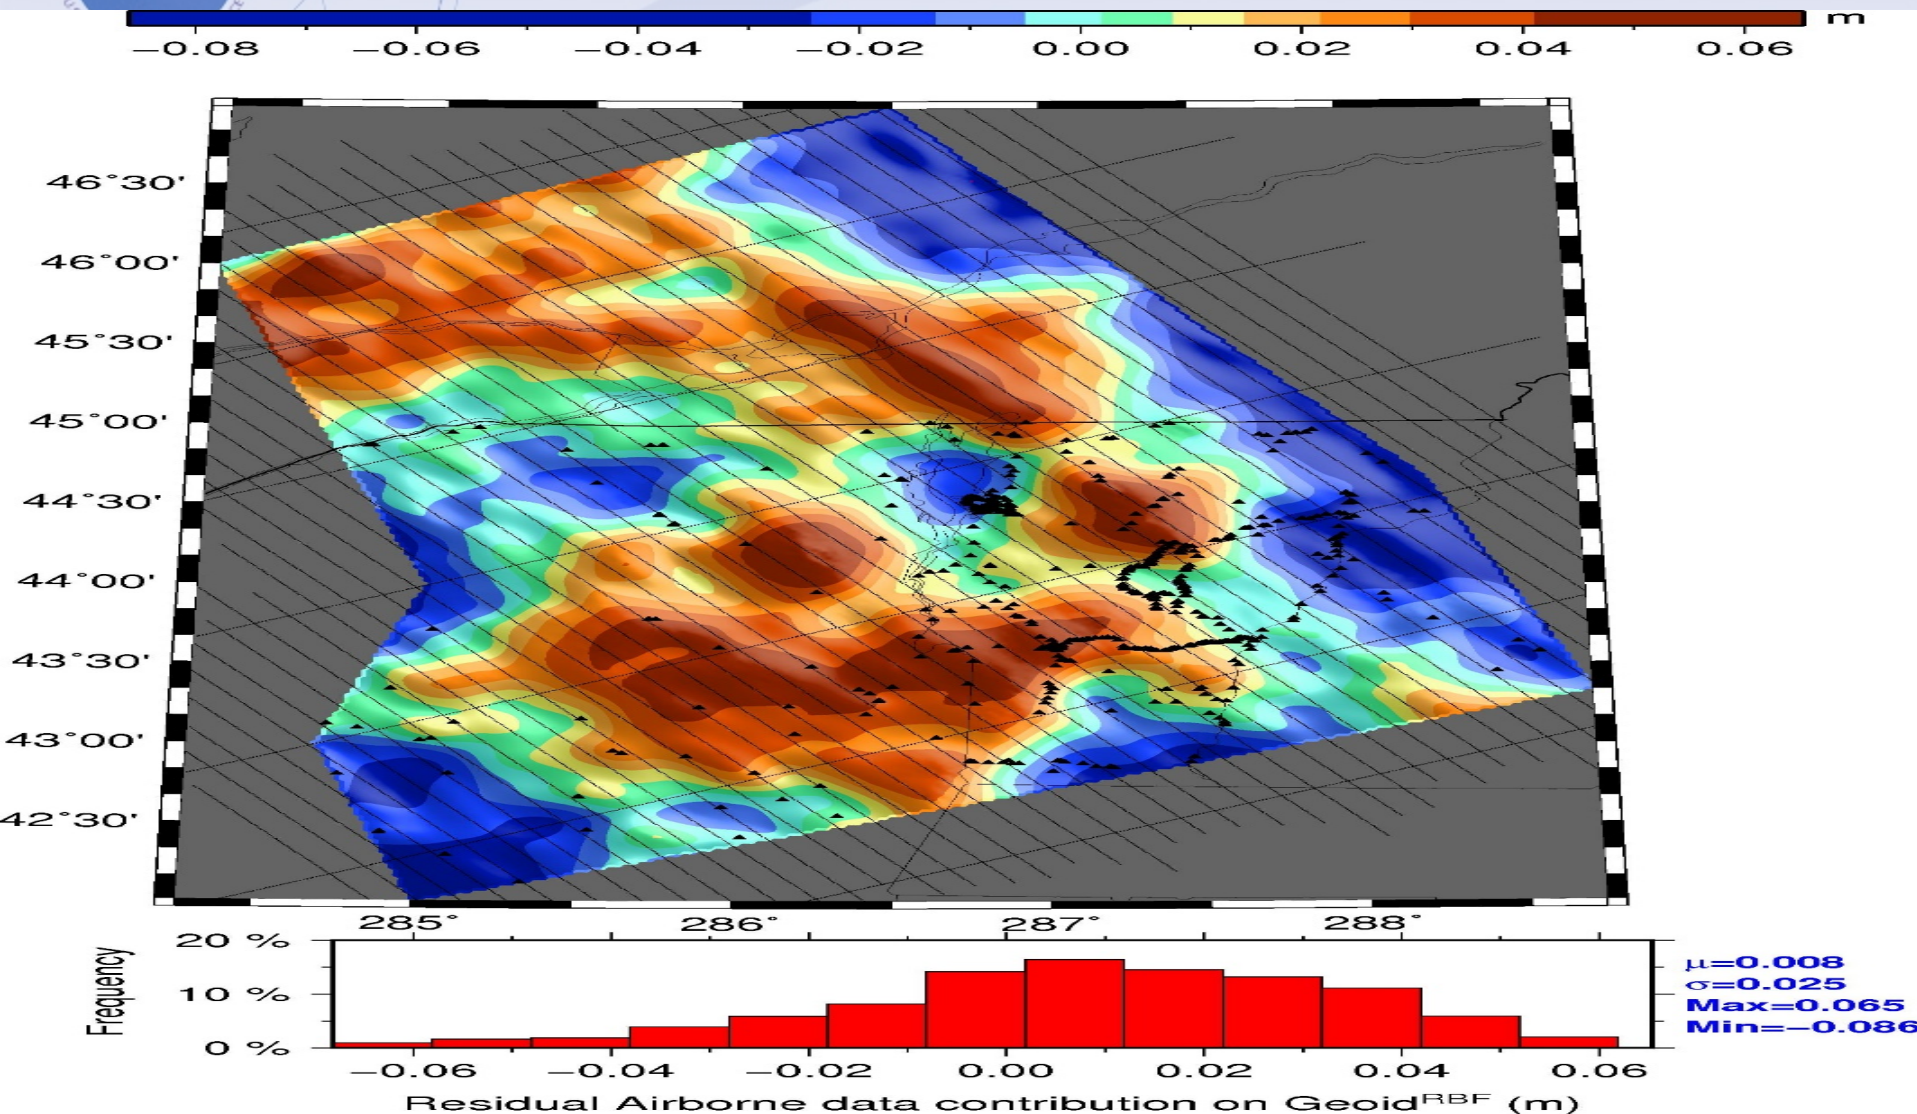 m
−0.08 −0.06 −0.04 −0.02 0.00 0.02 0.04 0.06
46°30'
46°00'
45°30'
45°00'
44°30'
44°00'
43°30'
43°00'
42°30'
285° 286° 287° 288°
Frequency
20 %
10 %
0 %
μ=0.008
σ=0.025
Max=0.065
Min=−0.086
−0.06 −0.04 −0.02 0.00 0.02 0.04 0.06
Residual Airborne data contribution on Geoid^RBF (m)